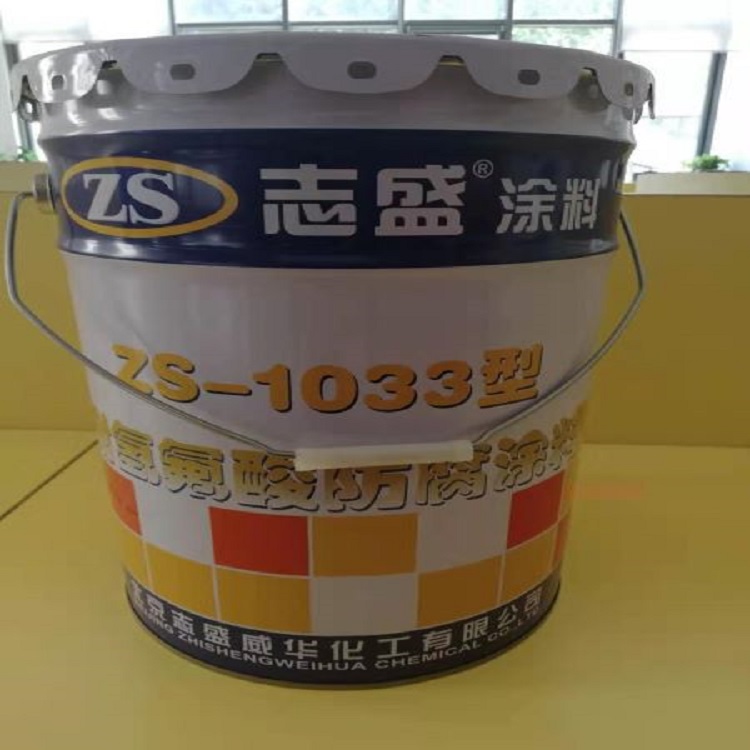 ZS 志盛® 涂料
ZS-1033型
氢氟酸防腐涂料
京志盛威华化工有限公司
ZHISHENGWEIHUA CHEMICAL CO.,LTD